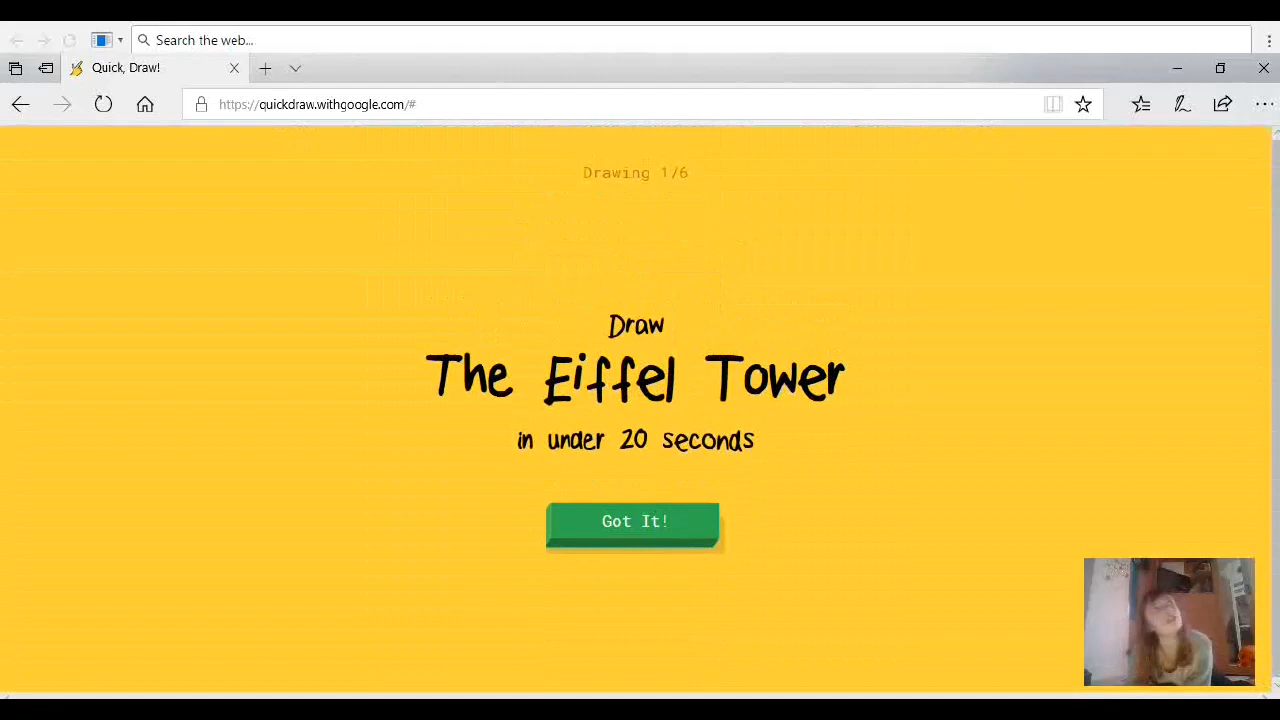 Search the web...
Quick, Draw!
https://quickdraw.withgoogle.com/#
Drawing 1/6
Draw
The Eiffel Tower
in under 20 seconds
Got It!